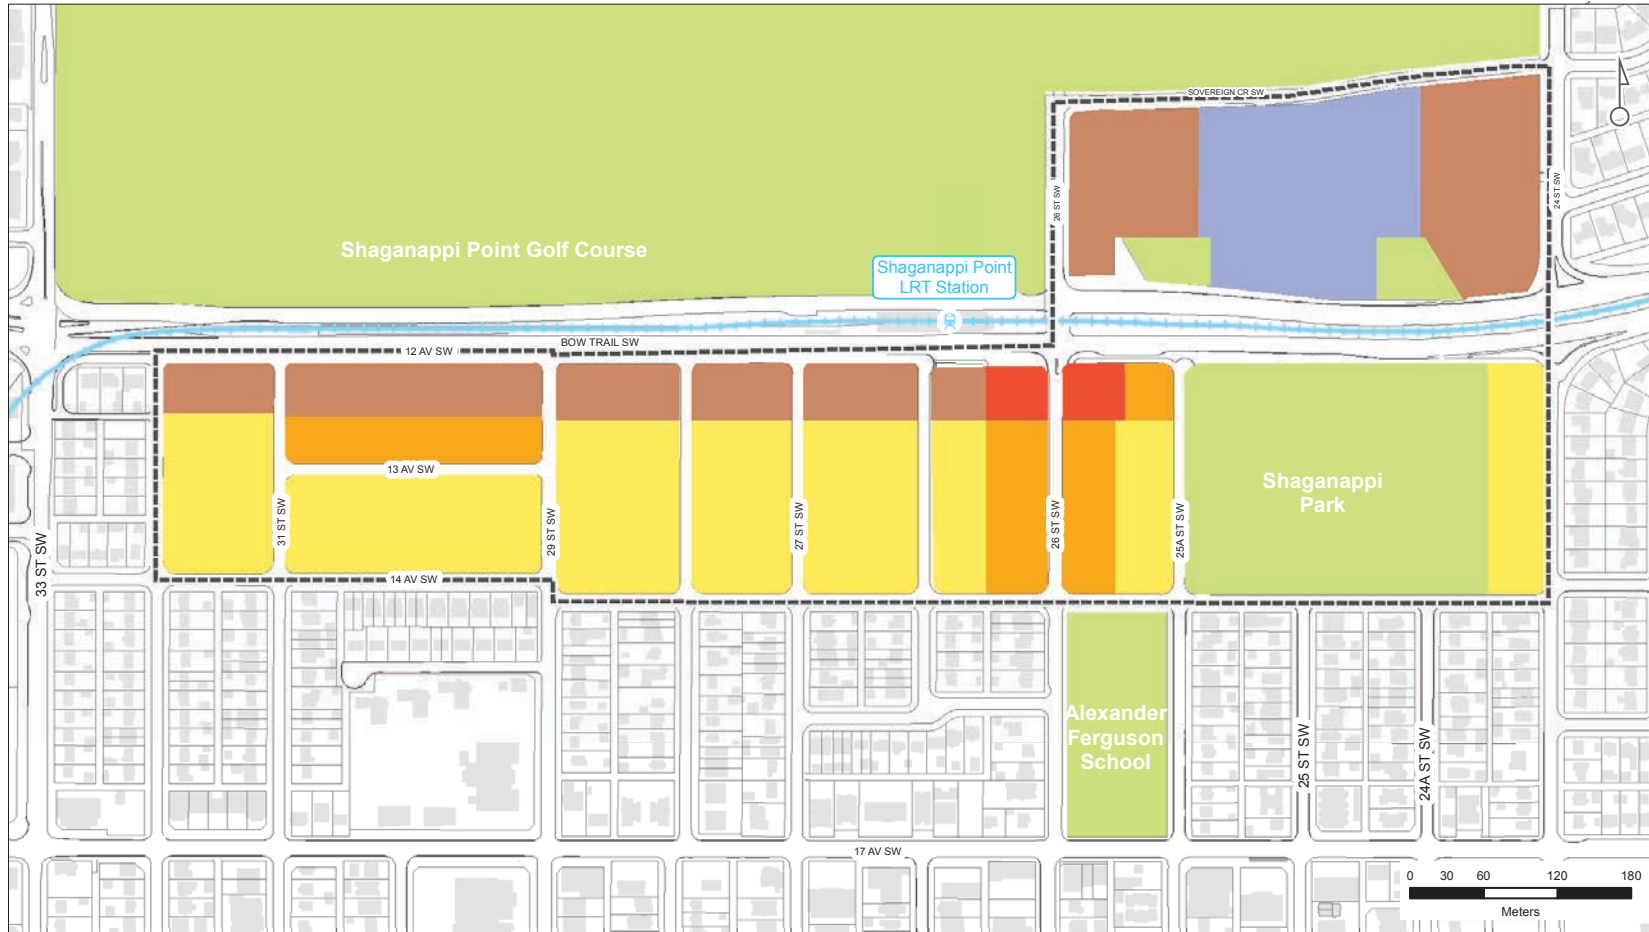 SOVEREIGN CR SW
26 ST SW
24 ST SW
Shaganappi Point Golf Course
Shaganappi Point
LRT Station
BOW TRAIL SW
12 AV SW
13 AV SW
31 ST SW
29 ST SW
27 ST SW
26 ST SW
25A ST SW
Shaganappi
Park
33 ST SW
14 AV SW
Alexander
Ferguson
School
25 ST SW
24A ST SW
17 AV SW
0 30 60 120 180
Meters